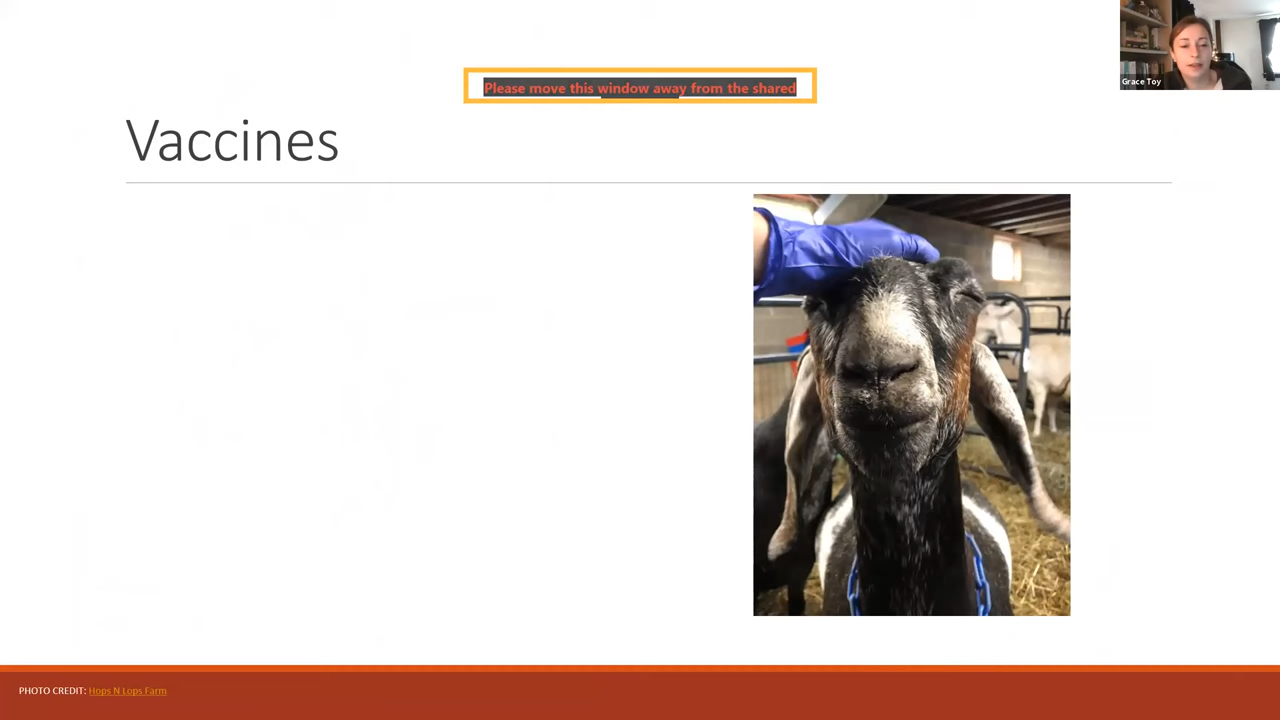 Grace Toy
Please move this window away from the shared
Vaccines
PHOTO CREDIT: Hops N Lops Farm